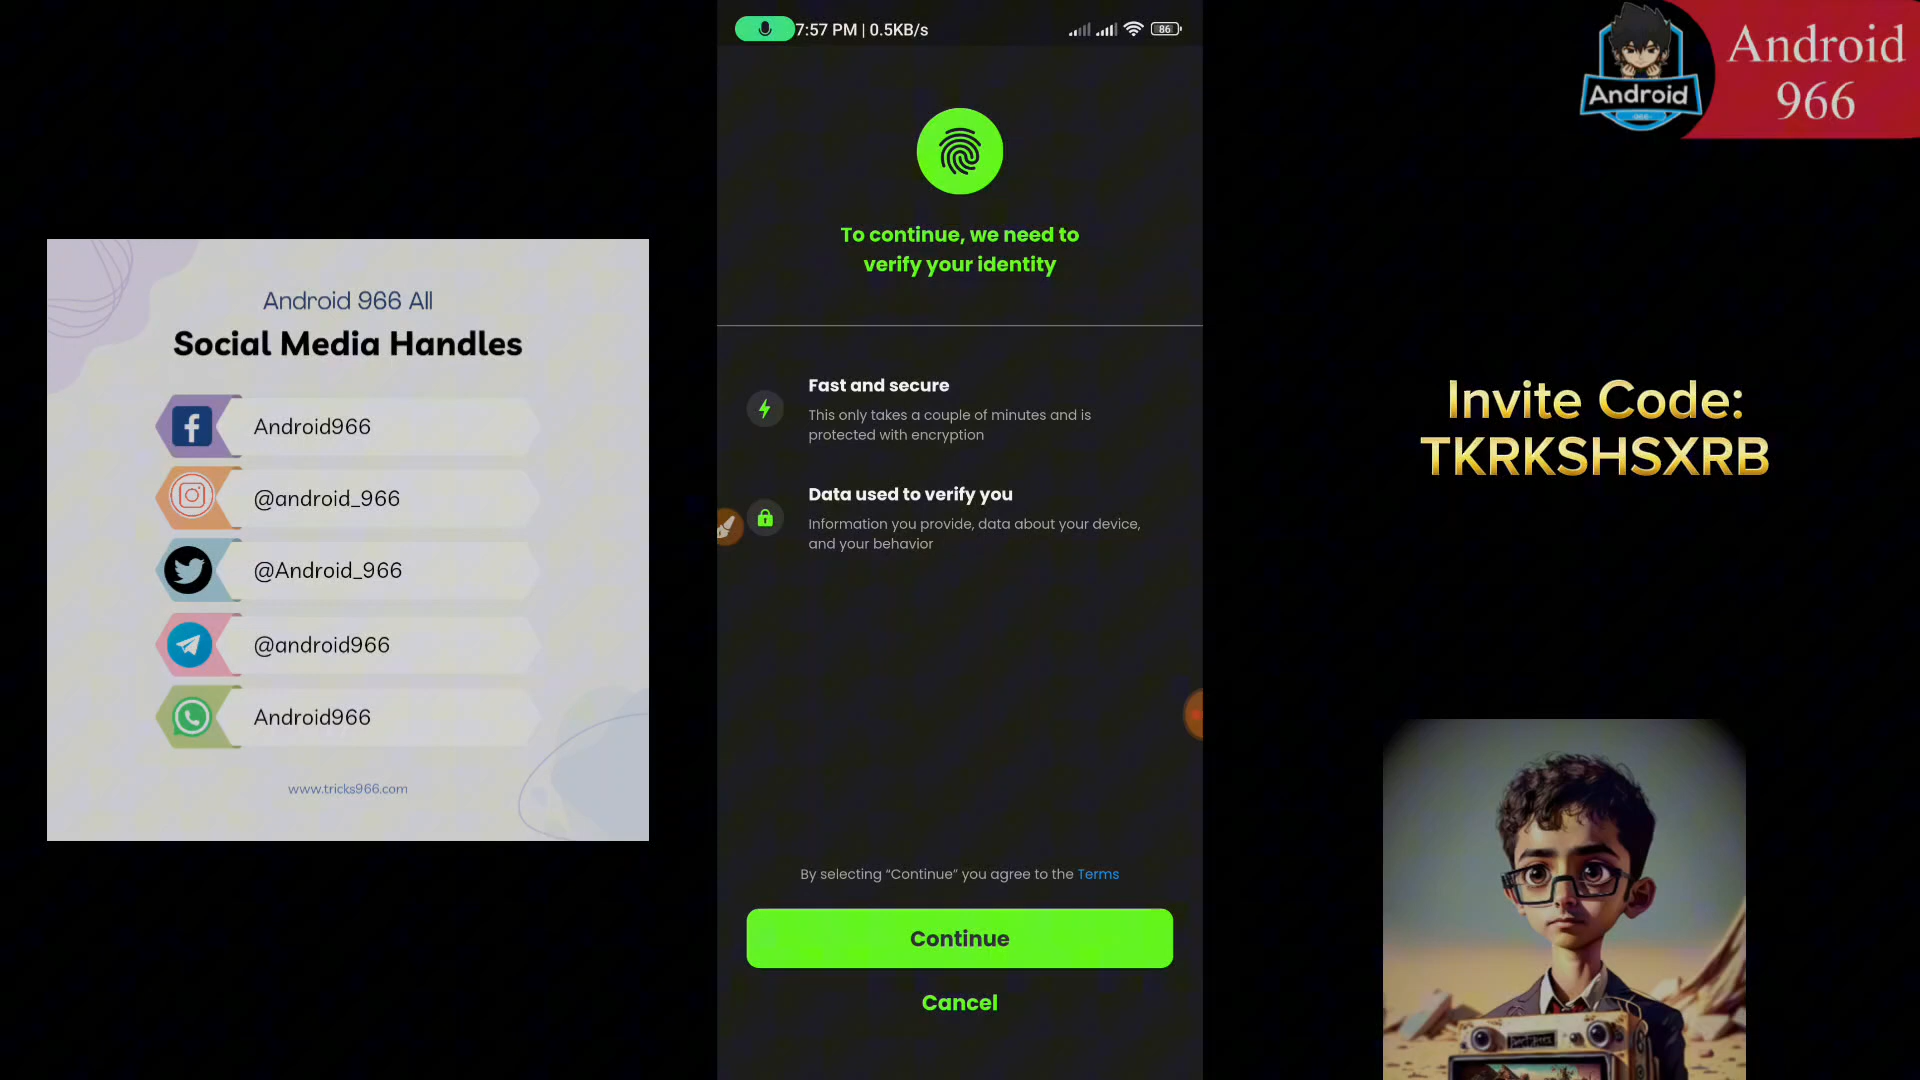 Android 966 All
Social Media Handles
Android966
@android_966
@Android_966
@android966
Android966
www.tricks966.com
7:57 PM | 0.5KB/s
86
To continue, we need to
verify your identity
Fast and secure
This only takes a couple of minutes and is
protected with encryption
Data used to verify you
Information you provide, data about your device,
and your behavior
By selecting “Continue” you agree to the Terms
Continue
Cancel
Android
966
Android
966
Invite Code:
TKRKSHSXRB